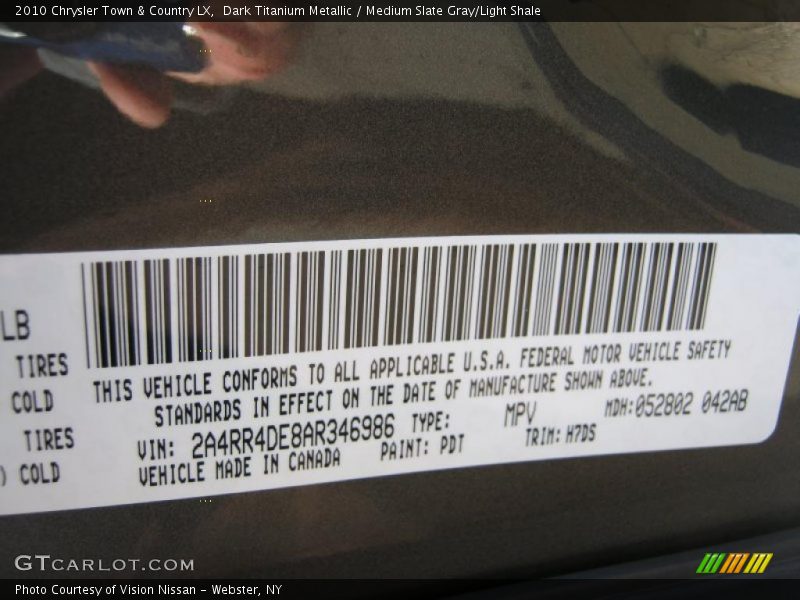 2010 Chrysler Town & Country LX, Dark Titanium Metallic / Medium Slate Gray/Light Shale
LB
TIRES
COLD
TIRES
) COLD
THIS VEHICLE CONFORMS TO ALL APPLICABLE U.S.A. FEDERAL MOTOR VEHICLE SAFETY
STANDARDS IN EFFECT ON THE DATE OF MANUFACTURE SHOWN ABOVE.
VIN: 2A4RR4DE8AR346986 TYPE: MPV MDH:052802 042AB
VEHICLE MADE IN CANADA PAINT: PDT TRIM: H7DS
GTCARLOT.COM
Photo Courtesy of Vision Nissan - Webster, NY